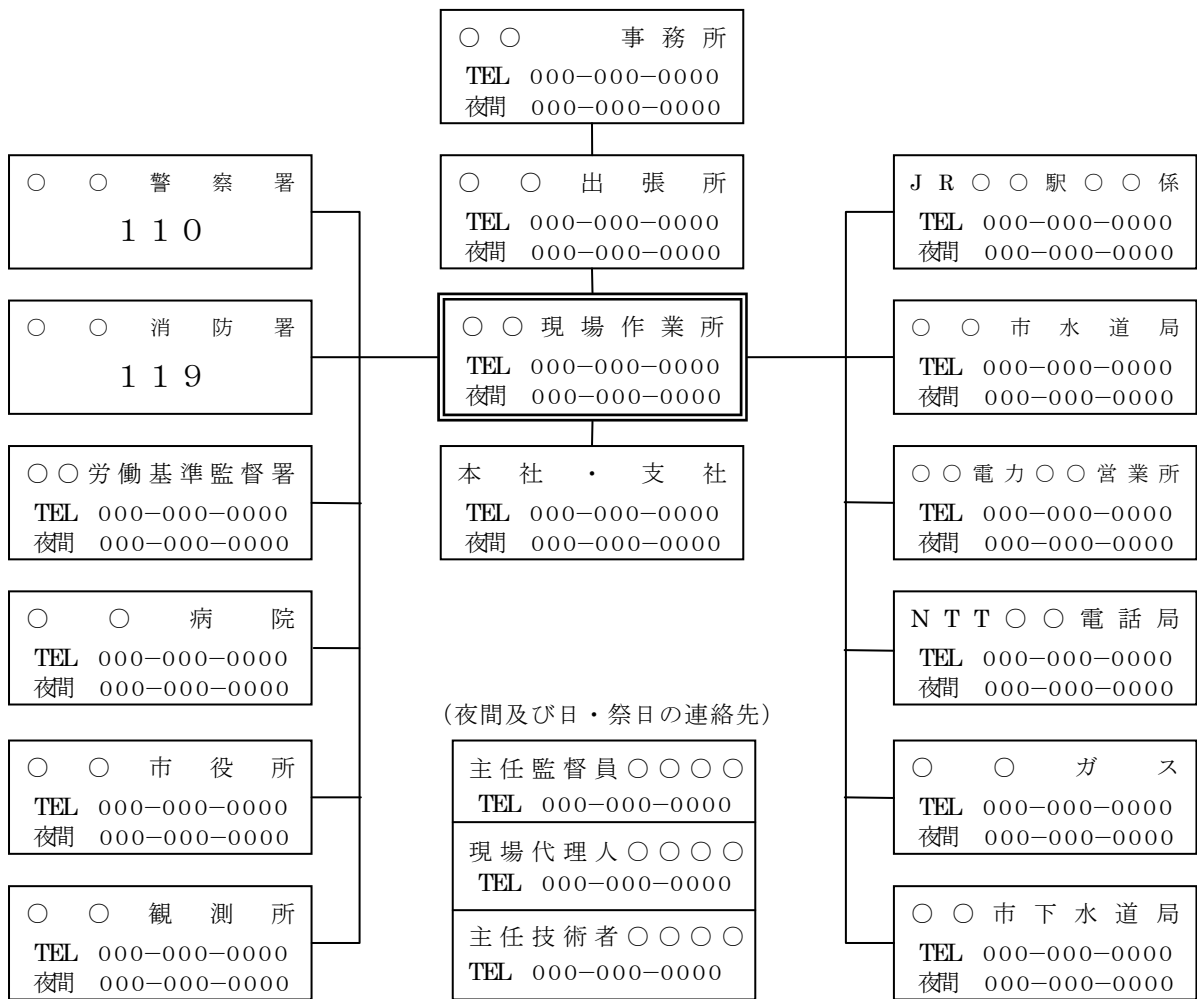 ○○ 事務所
TEL 000-000-0000
夜間 000-000-0000
○○警察署
110
○○出張所
TEL 000-000-0000
夜間 000-000-0000
JR○○駅○○係
TEL 000-000-0000
夜間 000-000-0000
○○消防署
119
○○現場作業所
TEL 000-000-0000
夜間 000-000-0000
○○市水道局
TEL 000-000-0000
夜間 000-000-0000
○○労働基準監督署
TEL 000-000-0000
夜間 000-000-0000
本社・支社
TEL 000-000-0000
夜間 000-000-0000
○○電力○○営業所
TEL 000-000-0000
夜間 000-000-0000
○○病院
TEL 000-000-0000
夜間 000-000-0000
NTT○○電話局
TEL 000-000-0000
夜間 000-000-0000
(夜間及び日・祭日の連絡先)
○○市役所
TEL 000-000-0000
夜間 000-000-0000
主任監督員○○○○
TEL 000-000-0000
現場代理人○○○○
TEL 000-000-0000
主任技術者○○○○
TEL 000-000-0000
○○ガス
TEL 000-000-0000
夜間 000-000-0000
○○観測所
TEL 000-000-0000
夜間 000-000-0000
○○市下水道局
TEL 000-000-0000
夜間 000-000-0000